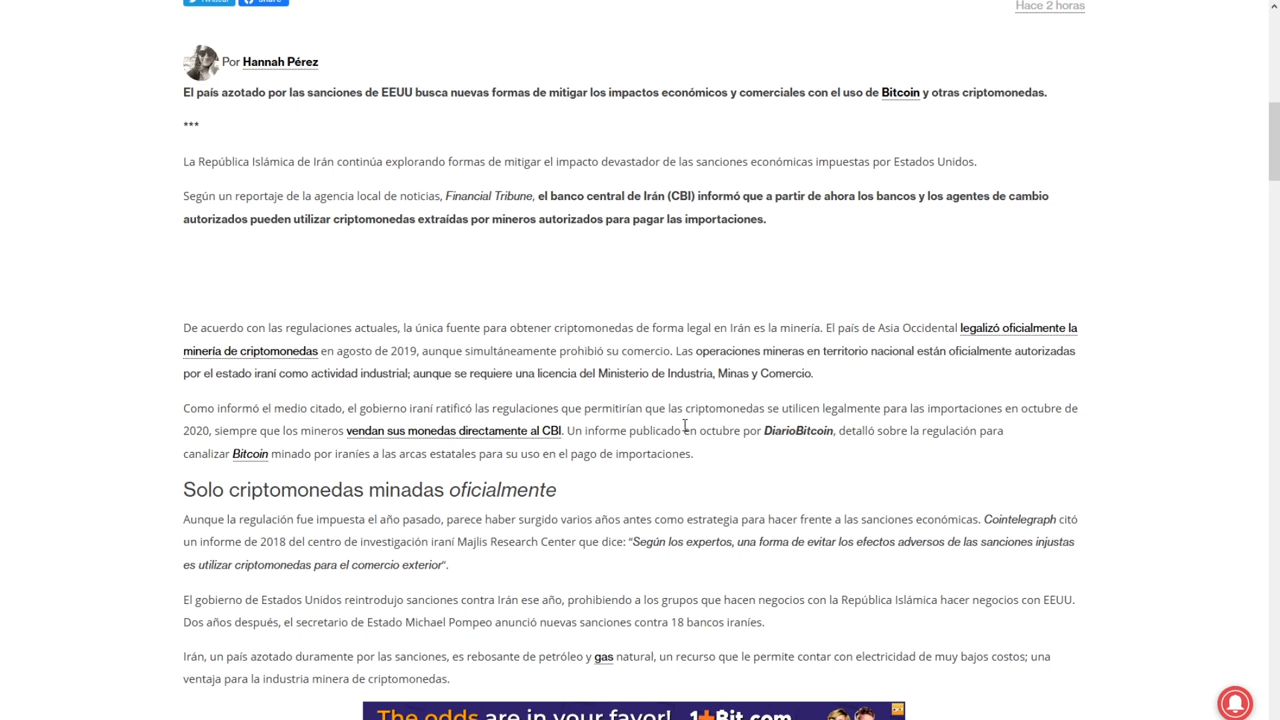 Hace 2 horas
Por Hannah Pérez
El país azotado por las sanciones de EEUU busca nuevas formas de mitigar los impactos económicos y comerciales con el uso de Bitcoin y otras criptomonedas.
***
La República Islámica de Irán continúa explorando formas de mitigar el impacto devastador de las sanciones económicas impuestas por Estados Unidos.
Según un reportaje de la agencia local de noticias, Financial Tribune, el banco central de Irán (CBI) informó que a partir de ahora los bancos y los agentes de cambio
autorizados pueden utilizar criptomonedas extraídas por mineros autorizados para pagar las importaciones.
De acuerdo con las regulaciones actuales, la única fuente para obtener criptomonedas de forma legal en Irán es la minería. El país de Asia Occidental legalizó oficialmente la
minería de criptomonedas en agosto de 2019, aunque simultáneamente prohibió su comercio. Las operaciones mineras en territorio nacional están oficialmente autorizadas
por el estado iraní como actividad industrial; aunque se requiere una licencia del Ministerio de Industria, Minas y Comercio.
Como informó el medio citado, el gobierno iraní ratificó las regulaciones que permitirían que las criptomonedas se utilicen legalmente para las importaciones en octubre de
2020, siempre que los mineros vendan sus monedas directamente al CBI. Un informe publicado en octubre por DiarioBitcoin, detalló sobre la regulación para
canalizar Bitcoin minado por iraníes a las arcas estatales para su uso en el pago de importaciones.
Solo criptomonedas minadas oficialmente
Aunque la regulación fue impuesta el año pasado, parece haber surgido varios años antes como estrategia para hacer frente a las sanciones económicas. Cointelegraph citó
un informe de 2018 del centro de investigación iraní Majlis Research Center que dice: “Según los expertos, una forma de evitar los efectos adversos de las sanciones injustas
es utilizar criptomonedas para el comercio exterior“.
El gobierno de Estados Unidos reintrodujo sanciones contra Irán ese año, prohibiendo a los grupos que hacen negocios con la República Islámica hacer negocios con EEUU.
Dos años después, el secretario de Estado Michael Pompeo anunció nuevas sanciones contra 18 bancos iraníes.
Irán, un país azotado duramente por las sanciones, es rebosante de petróleo y gas natural, un recurso que le permite contar con electricidad de muy bajos costos; una
ventaja para la industria minera de criptomonedas.
The odds are in your favor! 1Bit.com